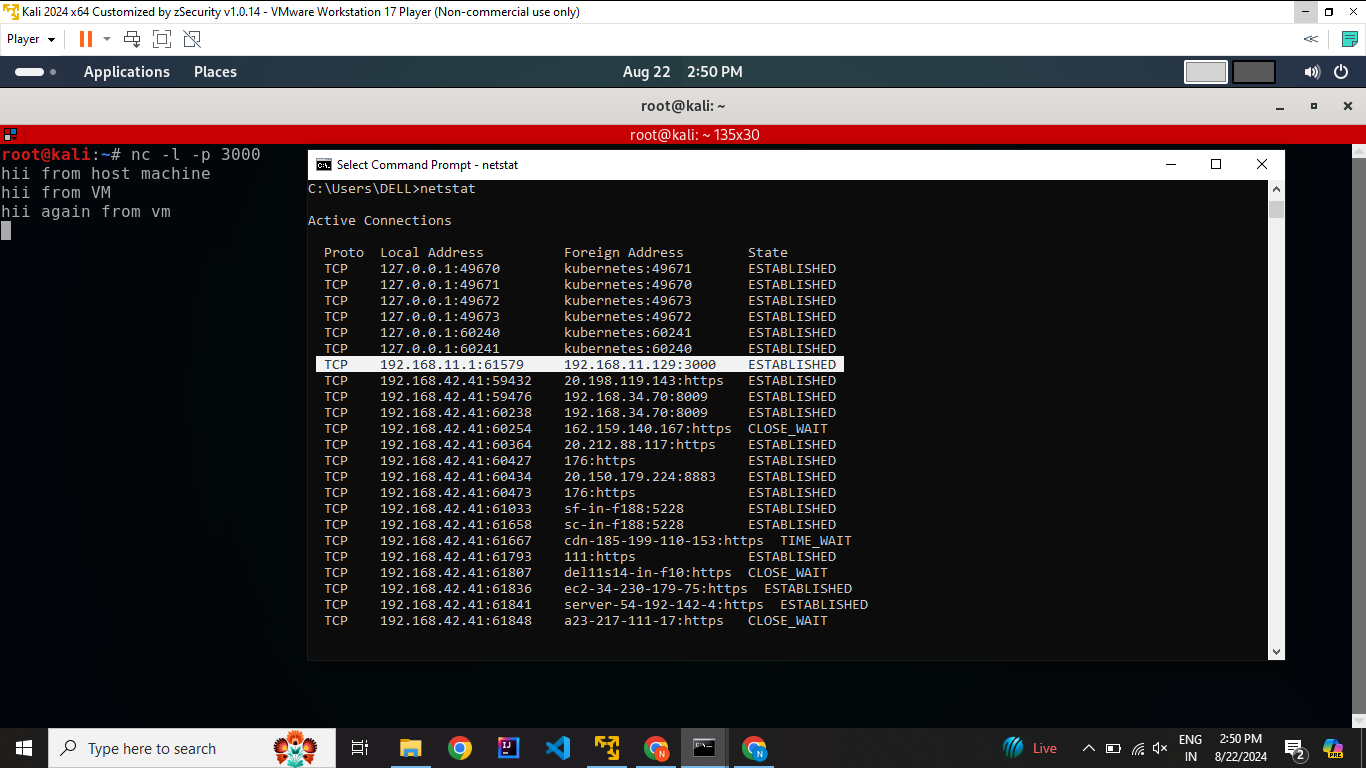 Kali 2024 x64 Customized by zSecurity v1.0.14 - VMware Workstation 17 Player (Non-commercial use only)
Player
Applications Places Aug 22 2:50 PM
root@kali: ~
root@kali: ~ 135x30
root@kali:~# nc -l -p 3000
hii from host machine
hii from VM
hii again from vm
Select Command Prompt - netstat
C:\Users\DELL>netstat
Active Connections
Proto Local Address Foreign Address State
TCP 127.0.0.1:49670 kubernetes:49671 ESTABLISHED
TCP 127.0.0.1:49671 kubernetes:49670 ESTABLISHED
TCP 127.0.0.1:49672 kubernetes:49673 ESTABLISHED
TCP 127.0.0.1:49673 kubernetes:49672 ESTABLISHED
TCP 127.0.0.1:60240 kubernetes:60241 ESTABLISHED
TCP 127.0.0.1:60241 kubernetes:60240 ESTABLISHED
TCP 192.168.11.1:61579 192.168.11.129:3000 ESTABLISHED
TCP 192.168.42.41:59432 20.198.119.143:https ESTABLISHED
TCP 192.168.42.41:59476 192.168.34.70:8009 ESTABLISHED
TCP 192.168.42.41:60238 192.168.34.70:8009 ESTABLISHED
TCP 192.168.42.41:60254 162.159.140.167:https CLOSE_WAIT
TCP 192.168.42.41:60364 20.212.88.117:https ESTABLISHED
TCP 192.168.42.41:60427 176:https ESTABLISHED
TCP 192.168.42.41:60434 20.150.179.224:8883 ESTABLISHED
TCP 192.168.42.41:60473 176:https ESTABLISHED
TCP 192.168.42.41:61033 sf-in-f188:5228 ESTABLISHED
TCP 192.168.42.41:61658 sc-in-f188:5228 ESTABLISHED
TCP 192.168.42.41:61667 cdn-185-199-110-153:https TIME_WAIT
TCP 192.168.42.41:61793 111:https ESTABLISHED
TCP 192.168.42.41:61807 del11s14-in-f10:https CLOSE_WAIT
TCP 192.168.42.41:61836 ec2-34-230-179-75:https ESTABLISHED
TCP 192.168.42.41:61841 server-54-192-142-4:https ESTABLISHED
TCP 192.168.42.41:61848 a23-217-111-17:https CLOSE_WAIT
Type here to search
Live
ENG
IN
2:50 PM
8/22/2024
2
PRE